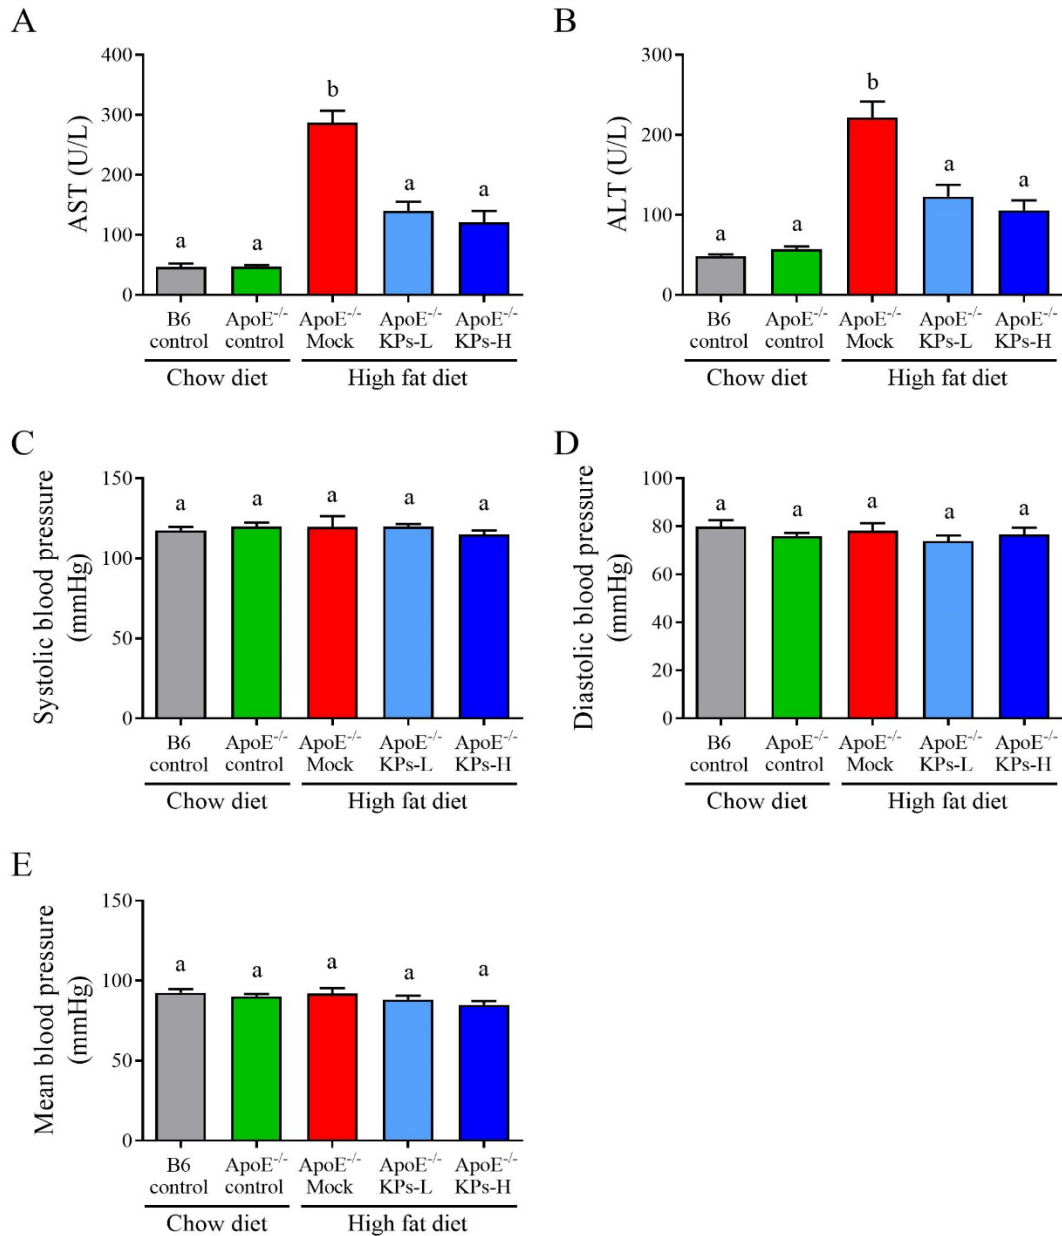 A
AST (U/L)
400
300
200
100
0
a
a
b
a
a
B6 ApoE-/- ApoE-/- ApoE-/- ApoE-/-
control control Mock KPs-L KPs-H
Chow diet High fat diet
B
ALT (U/L)
300
200
100
0
a
a
b
a
a
B6 ApoE-/- ApoE-/- ApoE-/- ApoE-/-
control control Mock KPs-L KPs-H
Chow diet High fat diet
C
Systolic blood pressure
(mmHg)
150
100
50
0
a
a
a
a
a
B6 ApoE-/- ApoE-/- ApoE-/- ApoE-/-
control control Mock KPs-L KPs-H
Chow diet High fat diet
D
Diastolic blood pressure
(mmHg)
100
80
60
40
20
0
a
a
a
a
a
B6 ApoE-/- ApoE-/- ApoE-/- ApoE-/-
control control Mock KPs-L KPs-H
Chow diet High fat diet
E
Mean blood pressure
(mmHg)
150
100
50
0
a
a
a
a
a
B6 ApoE-/- ApoE-/- ApoE-/- ApoE-/-
control control Mock KPs-L KPs-H
Chow diet High fat diet